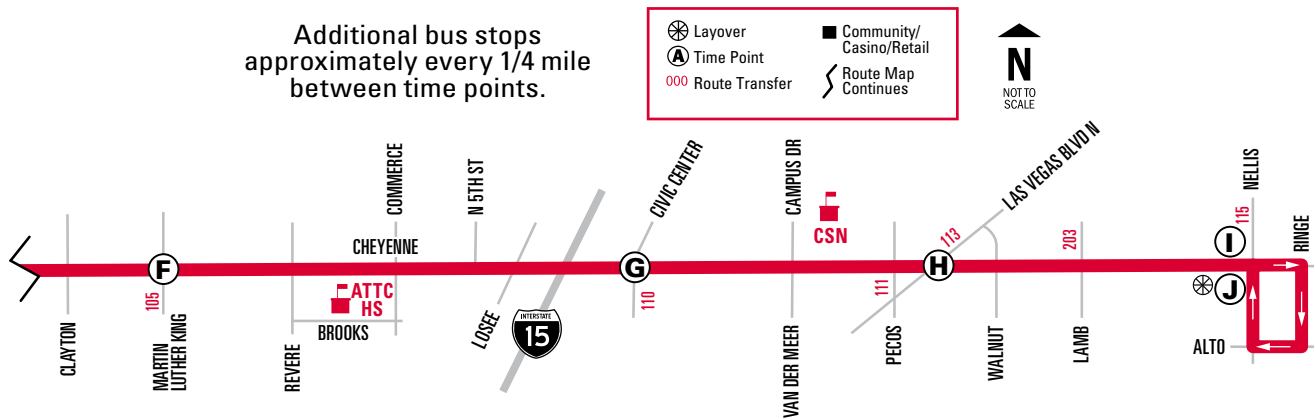 Additional bus stops
approximately every 1/4 mile
between time points.
Layover
A Time Point
000 Route Transfer
Community/
Casino/Retail
Route Map
Continues
N
NOT TO
SCALE
CLAYTON
F
105
MARTIN
LUTHER KING
REVERE
ATTC
HS
BROOKS
CHEYENNE
COMMERCE
N 5TH ST
LOSEE
INTERSTATE
15
CIVIC CENTER
G
110
CAMPUS DR
VAN DER MEER
CSN
111
PECOS
H
113
LAS VEGAS BLVD N
WALNUT
203
LAMB
NELLIS
115
I
J
RINGE
ALTO